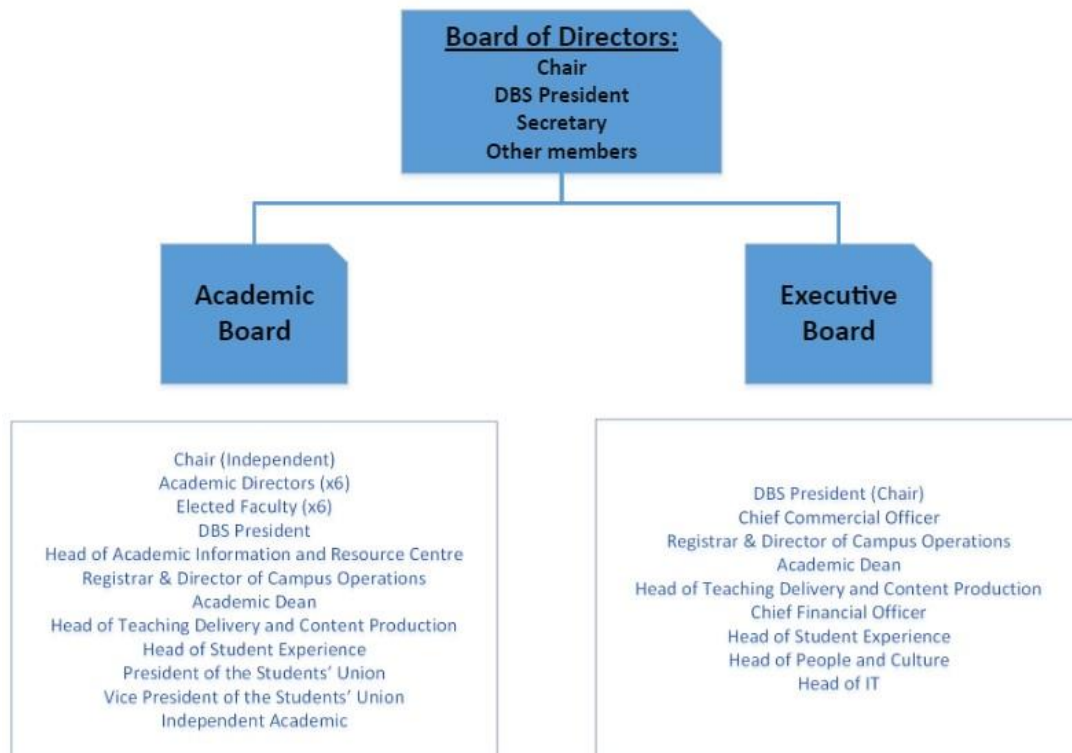 Board of Directors:
Chair
DBS President
Secretary
Other members
Academic
Board
Executive
Board
Chair (Independent)
Academic Directors (x6)
Elected Faculty (x6)
DBS President
Head of Academic Information and Resource Centre
Registrar & Director of Campus Operations
Academic Dean
Head of Teaching Delivery and Content Production
Head of Student Experience
President of the Students’ Union
Vice President of the Students’ Union
Independent Academic
DBS President (Chair)
Chief Commercial Officer
Registrar & Director of Campus Operations
Academic Dean
Head of Teaching Delivery and Content Production
Chief Financial Officer
Head of Student Experience
Head of People and Culture
Head of IT